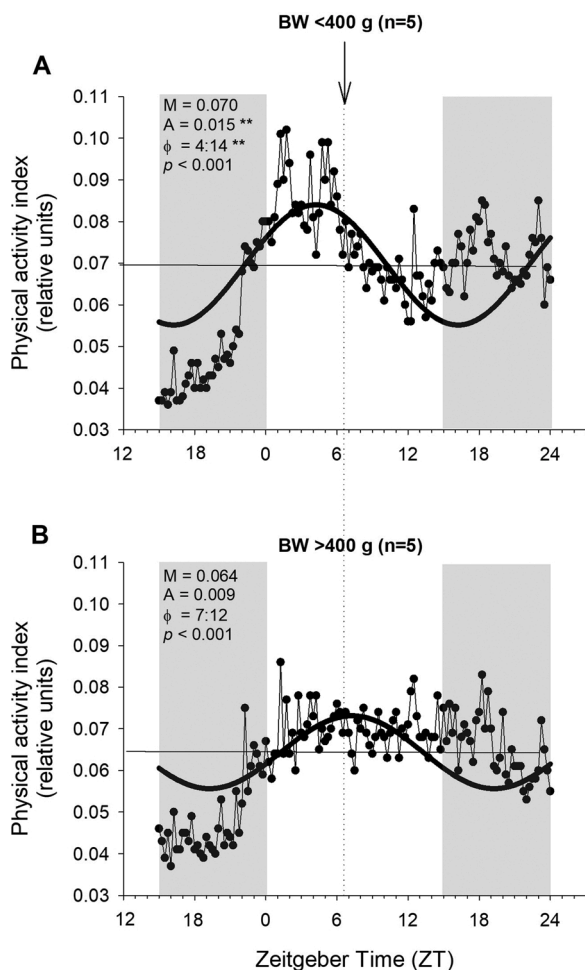 BW <400 g (n=5)
A
M = 0.070
A = 0.015 **
ϕ = 4:14 **
p < 0.001
Physical activity index
(relative units)
0.11
0.10
0.09
0.08
0.07
0.06
0.05
0.04
0.03
12 18 0 6 12 18 24
B
BW >400 g (n=5)
M = 0.064
A = 0.009
ϕ = 7:12
p < 0.001
Physical activity index
(relative units)
0.11
0.10
0.09
0.08
0.07
0.06
0.05
0.04
0.03
12 18 0 6 12 18 24
Zeitgeber Time (ZT)